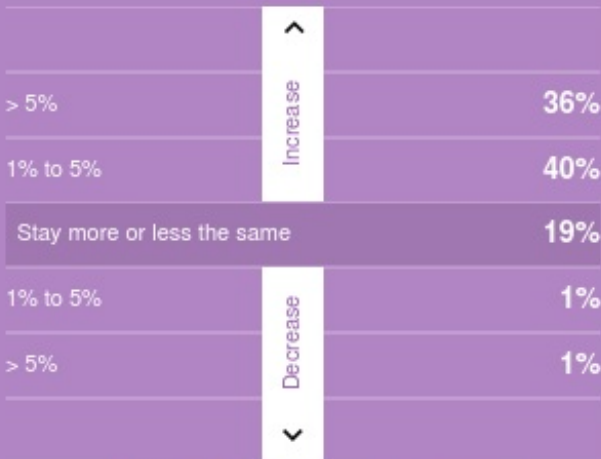 > 5% 36%
1% to 5% 40%
Increase
Stay more or less the same 19%
1% to 5% 1%
> 5% 1%
Decrease